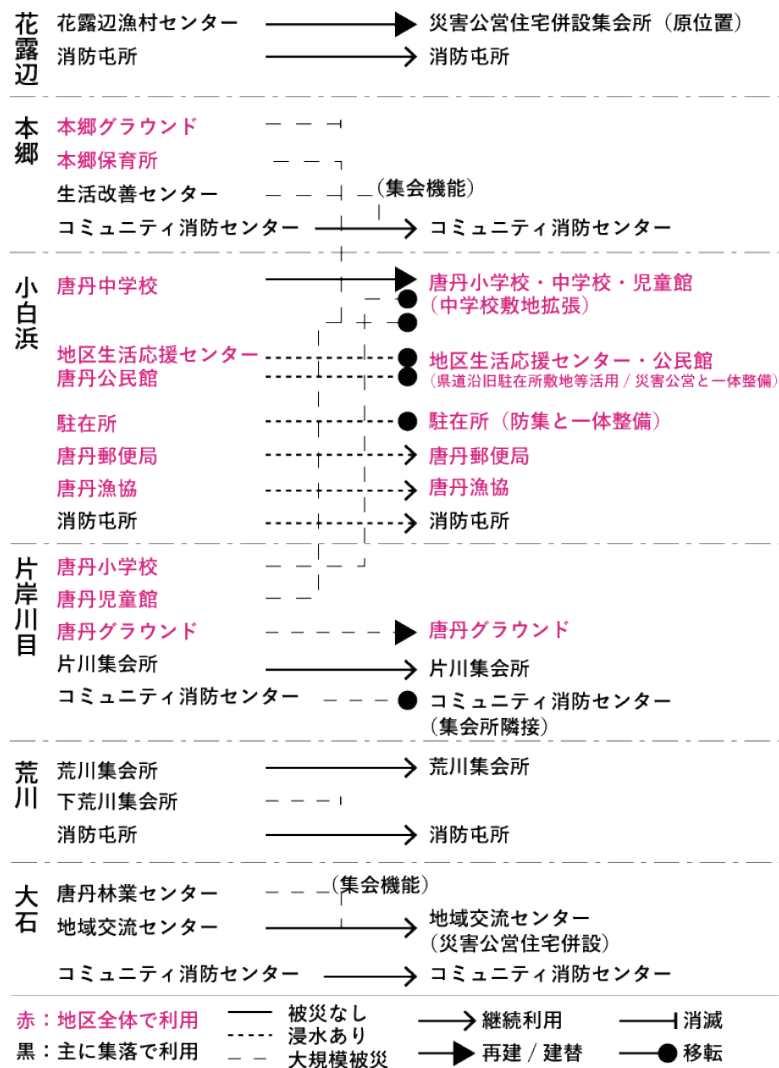 花露辺
花露辺漁村センター
災害公営住宅併設集会所（原位置）
消防屯所
消防屯所
本郷
本郷グラウンド
本郷保育所
生活改善センター
（集会機能）
コミュニティ消防センター
コミュニティ消防センター
小白浜
唐丹中学校
唐丹小学校・中学校・児童館
（中学校敷地拡張）
地区生活応援センター
唐丹公民館
地区生活応援センター・公民館
（県道沿旧駐在所敷地等活用 / 災害公営と一体整備）
駐在所
駐在所（防集と一体整備）
唐丹郵便局
唐丹郵便局
唐丹漁協
唐丹漁協
消防屯所
消防屯所
片岸川目
唐丹小学校
唐丹児童館
唐丹グラウンド
唐丹グラウンド
片川集会所
片川集会所
コミュニティ消防センター
コミュニティ消防センター
（集会所隣接）
荒川
荒川集会所
荒川集会所
下荒川集会所
消防屯所
消防屯所
大石
唐丹林業センター
（集会機能）
地域交流センター
地域交流センター
（災害公営住宅併設）
コミュニティ消防センター
コミュニティ消防センター
赤：地区全体で利用
黒：主に集落で利用
被災なし
浸水あり
大規模被災
継続利用
再建 / 建替
消滅
移転